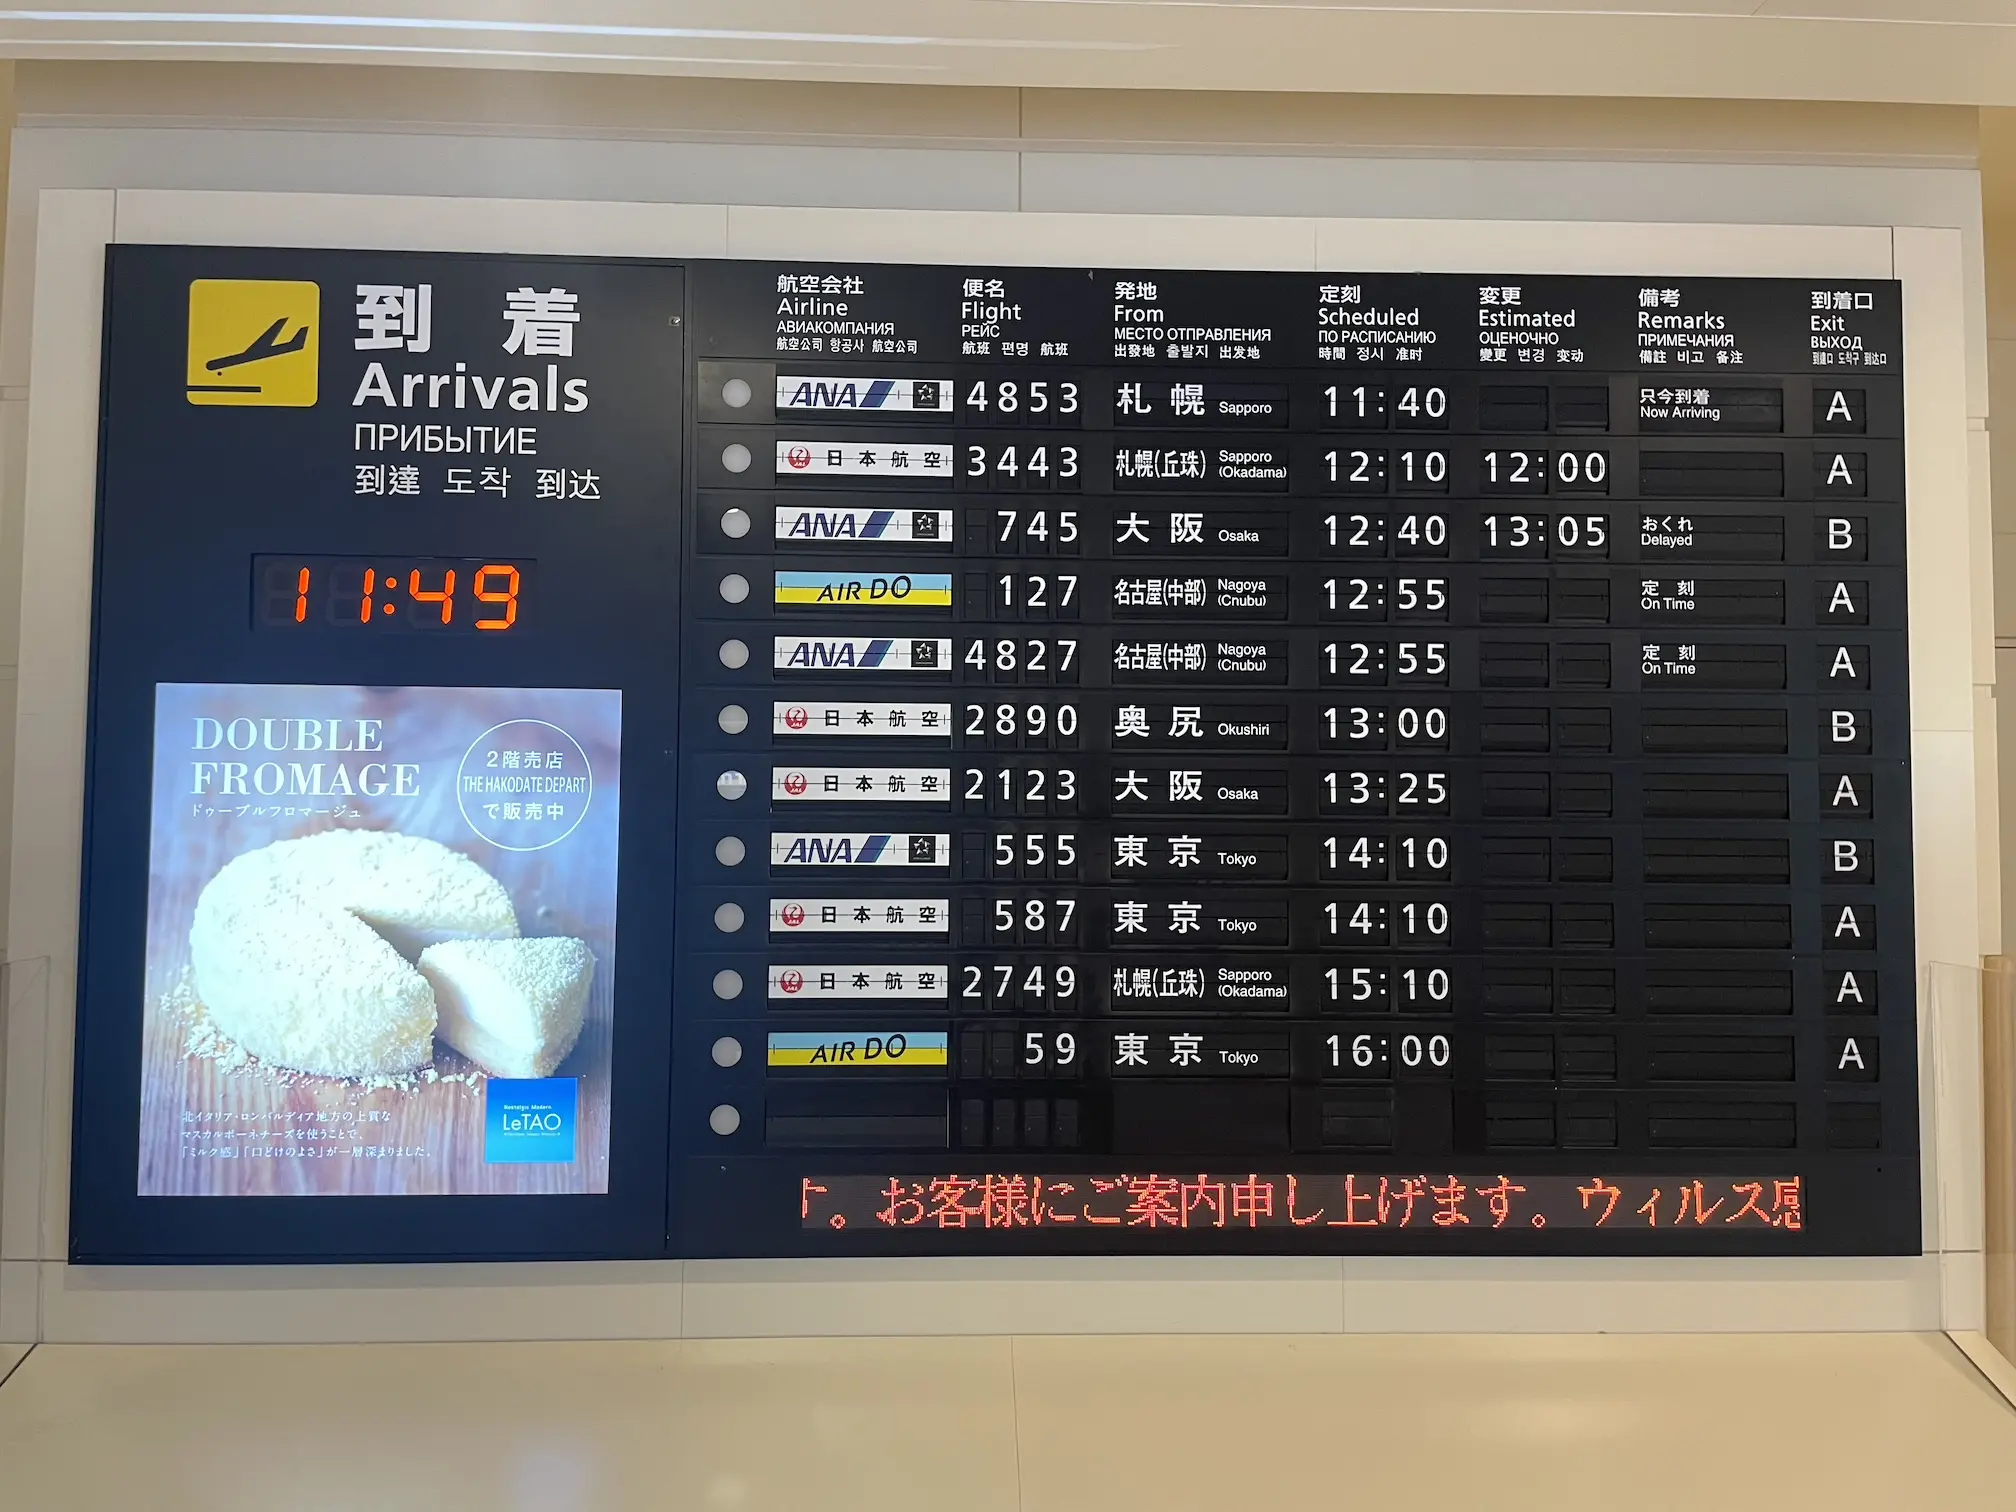 到着
Arrivals
ПРИБЫТИЕ
到達 도착 到达
11:49
DOUBLE
FROMAGE
ドゥーブルフロマージュ
2階売店
THE HAKODATE DEPART
で販売中
北イタリア・ロンバルディア地方の上質な
マスカルポーネチーズを使うことで、
「ミルク感」「口どけのよさ」が一層深まりました。
Nostalgic Modern
LeTAO
航空会社 便名 発地 定刻 変更 備考 到着口
Airline Flight From Scheduled Estimated Remarks Exit
АВИАКОМПАНИЯ РЕЙС МЕСТО ОТПРАВЛЕНИЯ ПО РАСПИСАНИЮ ОЦЕНОЧНО ПРИМЕЧАНИЯ ВЫХОД
航空公司 항공사 航空公司 航班 편명 航班 出發地 출발지 出发地 時間 정시 准时 變更 변경 变动 備註 비고 备注 到達口 도착구 到达口
ANA 4853 札幌 Sapporo 11:40 只今到着 Now Arriving A
JAL 日本航空 3443 札幌(丘珠) Sapporo (Okadama) 12:10 12:00 A
ANA 745 大阪 Osaka 12:40 13:05 おくれ Delayed B
AIR DO 127 名古屋(中部) Nagoya (Cnubu) 12:55 定刻 On Time A
ANA 4827 名古屋(中部) Nagoya (Cnubu) 12:55 定刻 On Time A
JAL 日本航空 2890 奥尻 Okushiri 13:00 B
JAL 日本航空 2123 大阪 Osaka 13:25 A
ANA 555 東京 Tokyo 14:10 B
JAL 日本航空 587 東京 Tokyo 14:10 A
JAL 日本航空 2749 札幌(丘珠) Sapporo (Okadama) 15:10 A
AIR DO 59 東京 Tokyo 16:00 A
。お客様にご案内申し上げます。ウィルス感